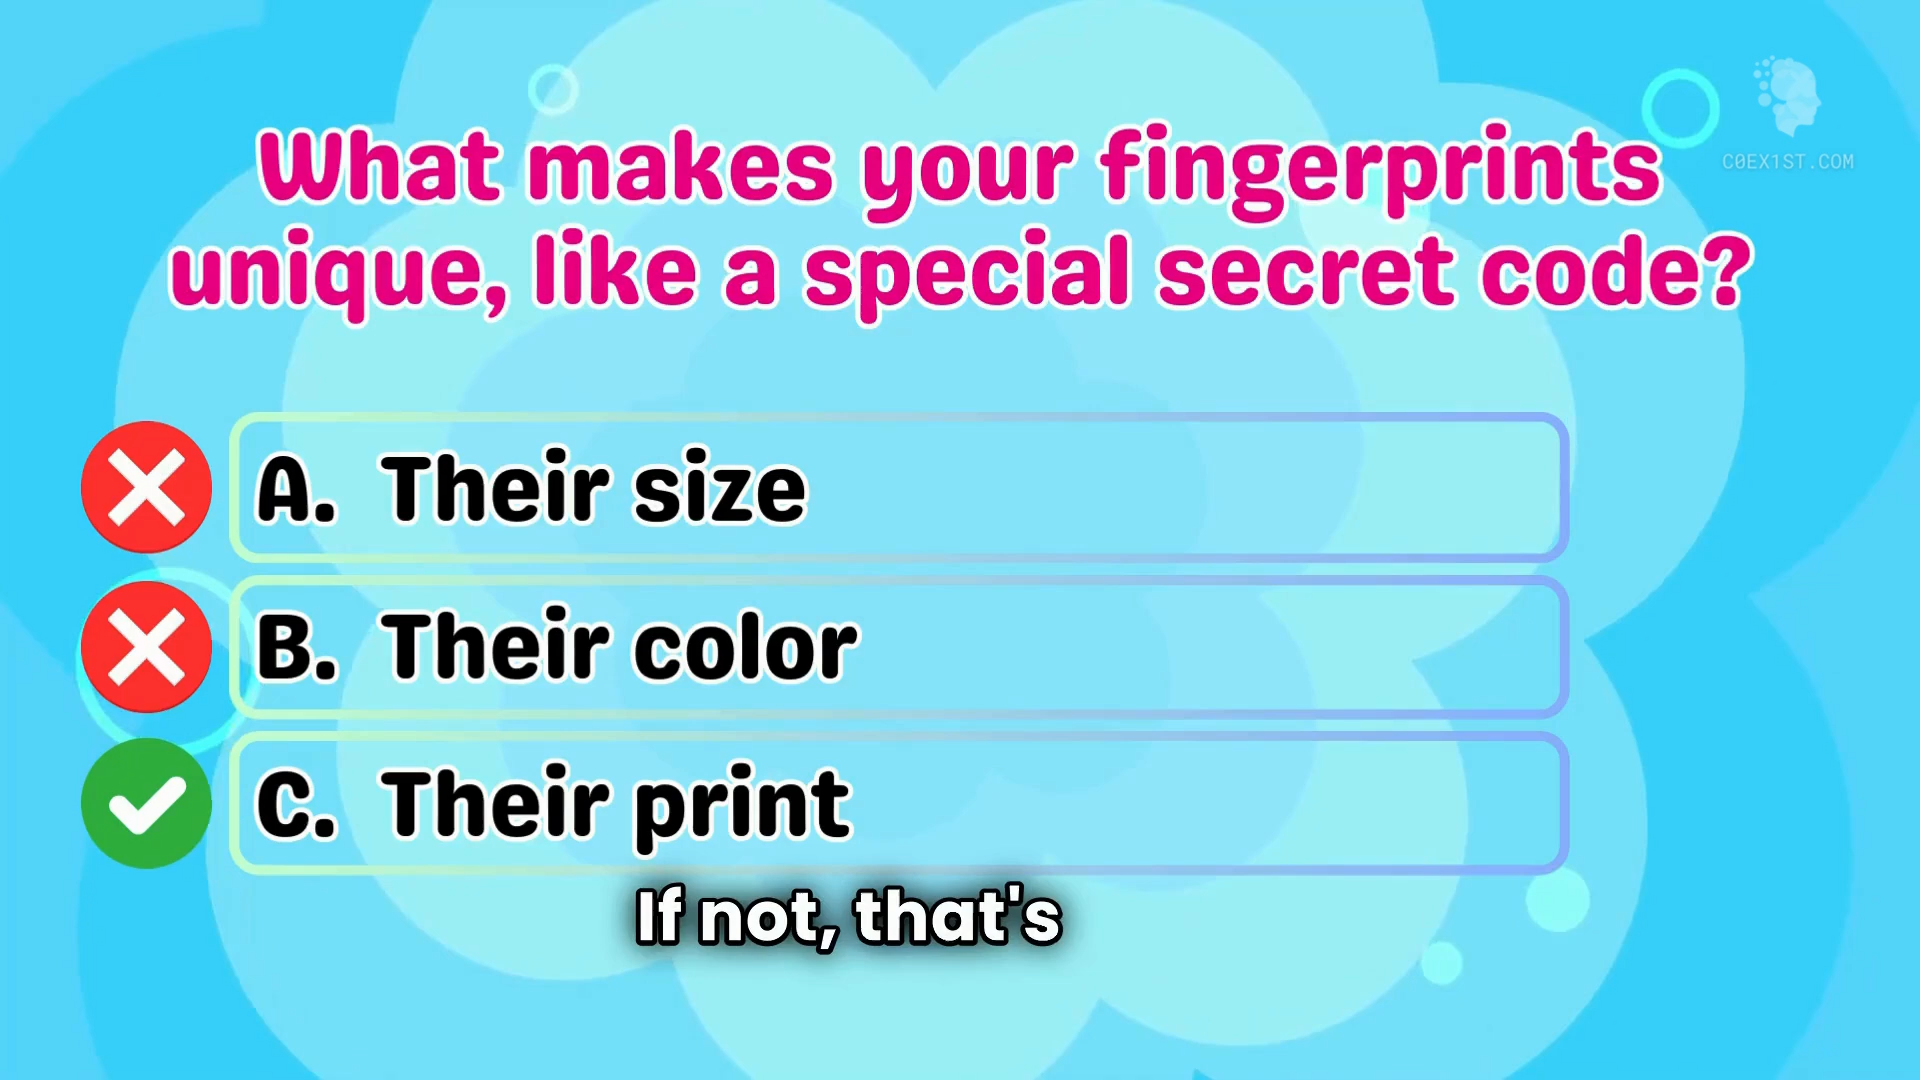 What makes your fingerprints
unique, like a special secret code?
C0EX1ST.COM
A. Their size
B. Their color
C. Their print
If not, that's